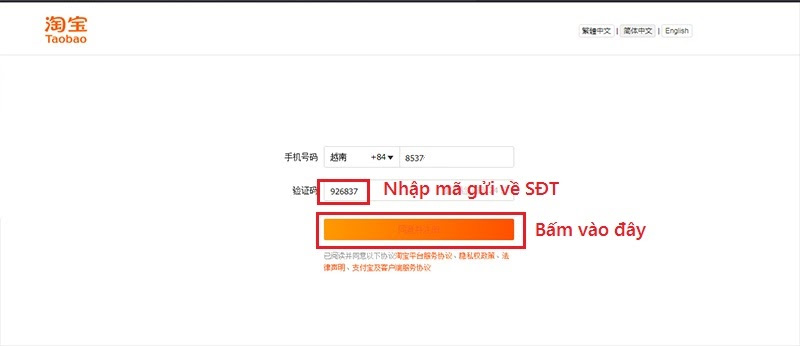 淘宝
Taobao
繁體中文 | 简体中文 | English
手机号码 越南 +84 8537
验证码 926837 Nhập mã gửi về SĐT
Bấm vào đây
已阅读并同意以下协议淘宝平台服务协议、隐私权政策、法
律声明、支付宝及客户端服务协议